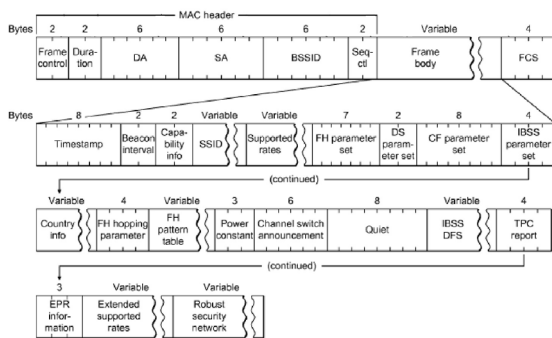 MAC header
Bytes 2 2 6 6 6 2 Variable 4
Frame control Dura- tion DA SA BSSID Seq- ctl Frame body FCS
Bytes 8 2 2 Variable Variable 7 2 8 4
Timestamp Beacon interval Capa- bility info SSID Supported rates FH parameter set DS para- meter set CF parameter set IBSS parameter set
(continued)
Variable 4 Variable 3 6 8 Variable 4
Country info FH hopping parameter FH pattern table Power constant Channel switch announcement Quiet IBSS DFS TPC report
(continued)
3 Variable Variable
EPR infor- mation Extended supported rates Robust security network